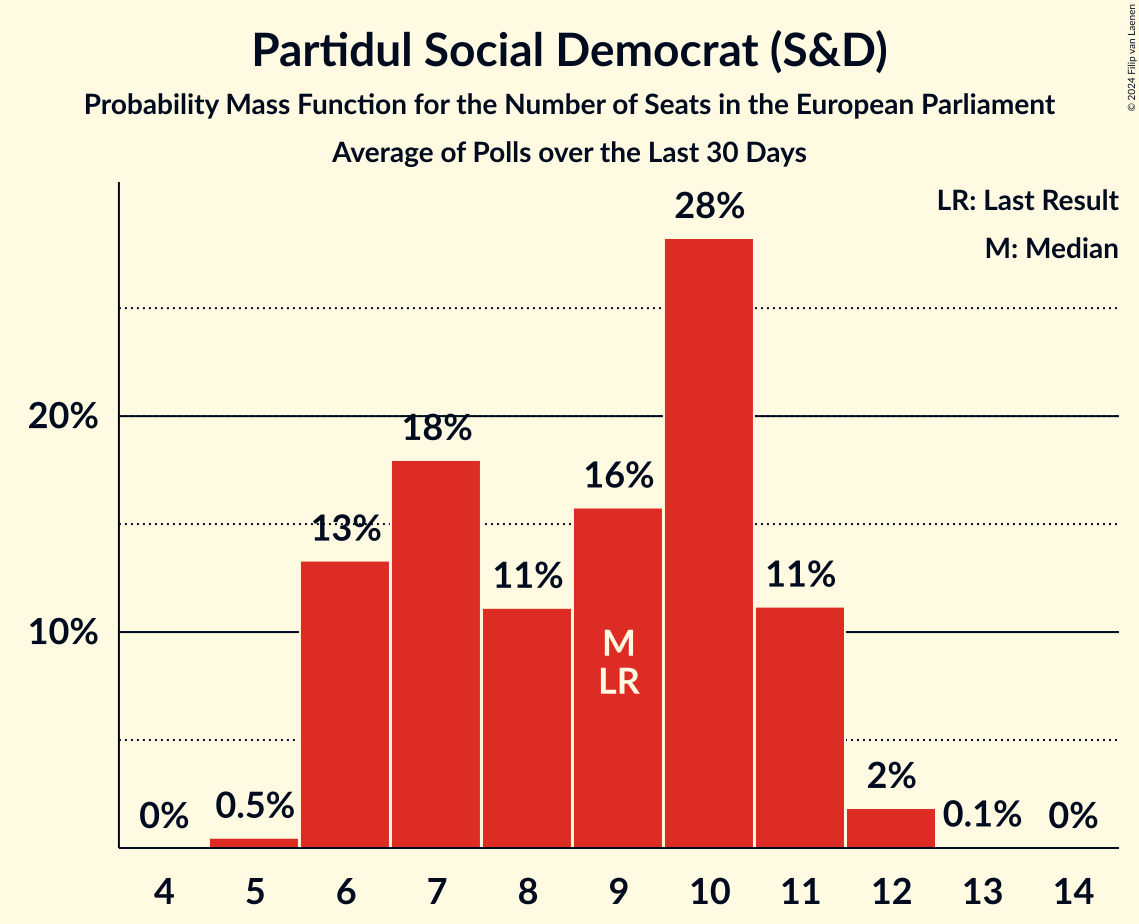 Partidul Social Democrat (S&D)
Probability Mass Function for the Number of Seats in the European Parliament
Average of Polls over the Last 30 Days
© 2024 Filip van Laenen
LR: Last Result
M: Median
28%
20%
18%
16%
13%
11%
11%
10%
M
LR
2%
0%
0.5%
0.1%
0%
4 5 6 7 8 9 10 11 12 13 14